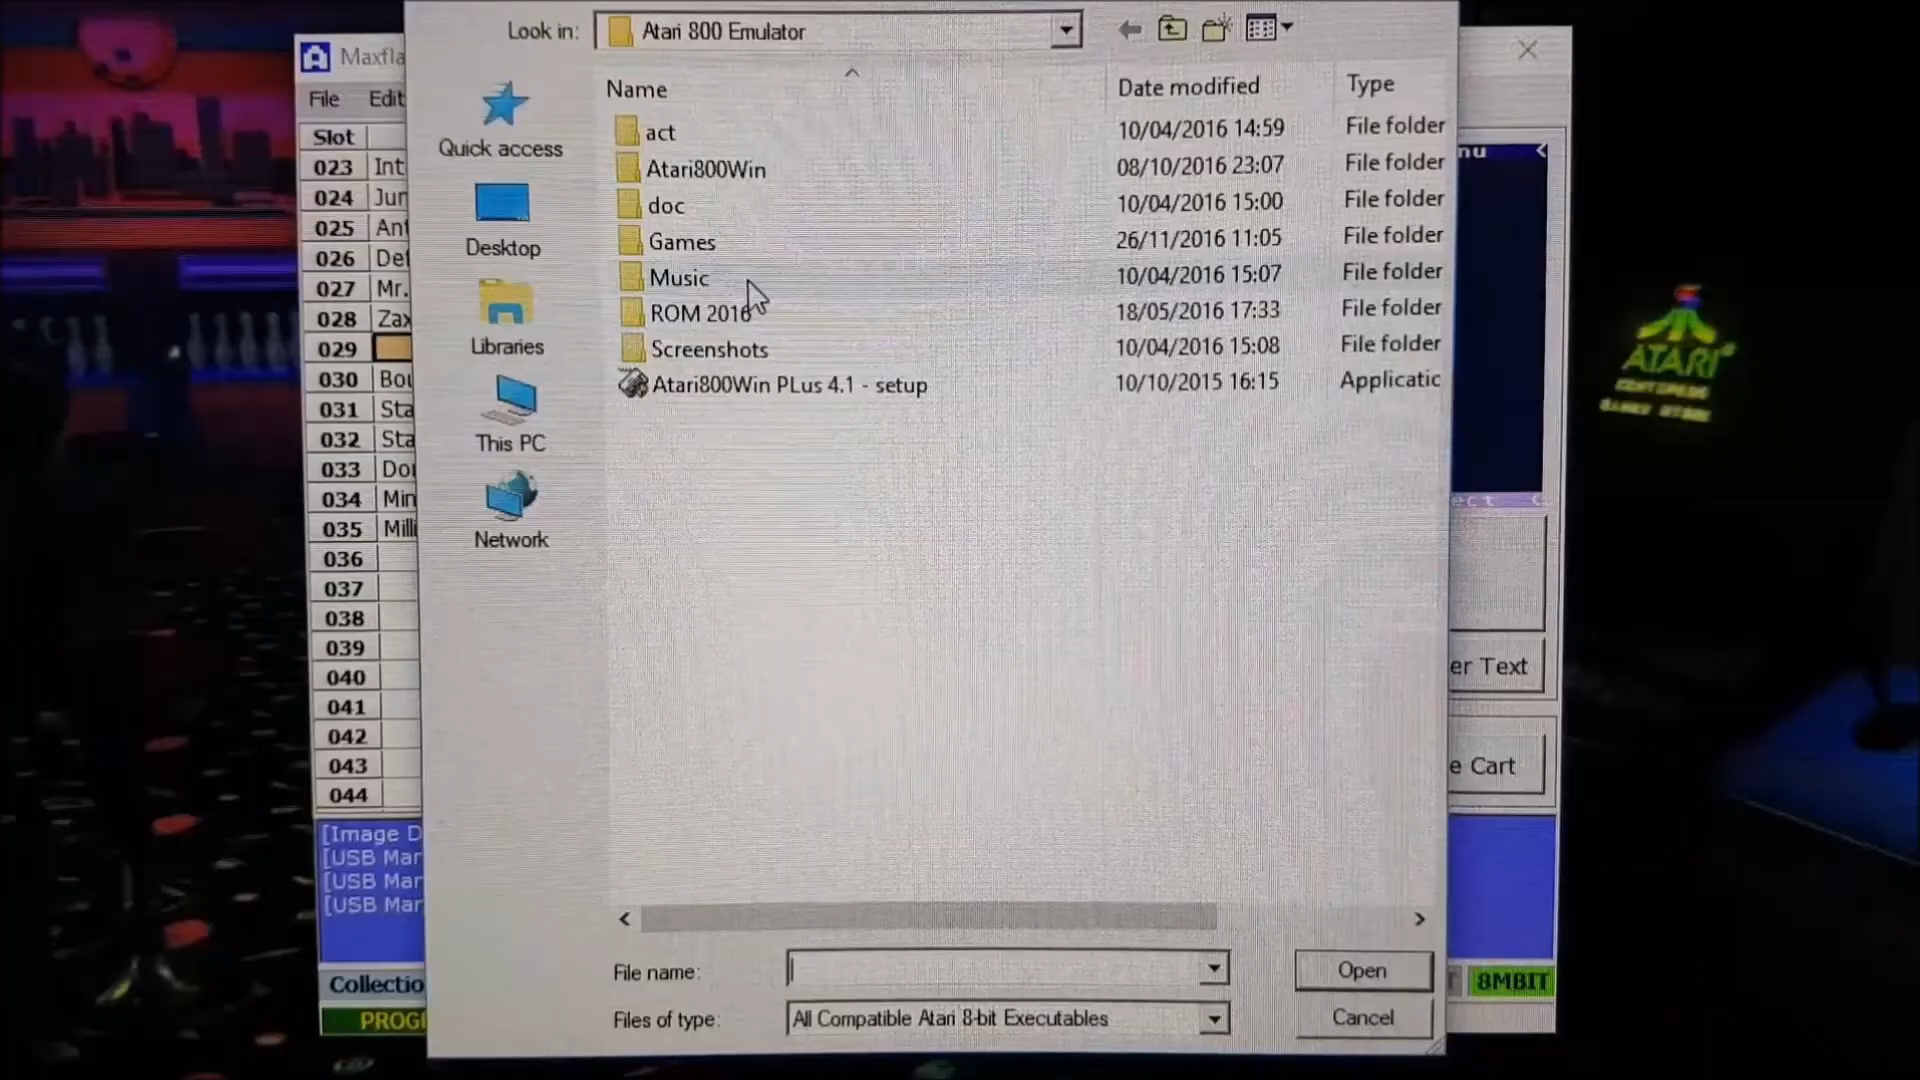 Look in: Atari 800 Emulator
Name Date modified Type
act 10/04/2016 14:59 File folder
Atari800Win 08/10/2016 23:07 File folder
doc 10/04/2016 15:00 File folder
Games 26/11/2016 11:05 File folder
Music 10/04/2016 15:07 File folder
ROM 2016 18/05/2016 17:33 File folder
Screenshots 10/04/2016 15:08 File folder
Atari800Win PLus 4.1 - setup 10/10/2015 16:15 Applicatic
Quick access
Desktop
Libraries
This PC
Network
File name: Open
Files of type: All Compatible Atari 8-bit Executables Cancel
Maxfla
File Edit
Slot
023 Int
024 Jun
025 Ant
026 Def
027 Mr.
028 Zax
029
030 Bou
031 Sta
032 Sta
033 Do
034 Min
035 Milli
036
037
038
039
040
041
042
043
044
[Image D
[USB Mar
[USB Mar
[USB Mar
Collectio
PROG
nu
ect
er Text
e Cart
8MBIT
ATARI